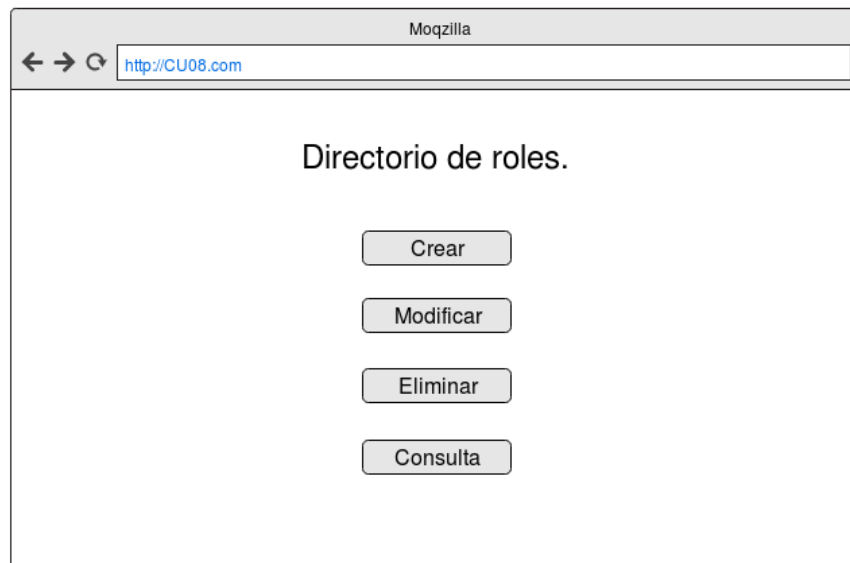 Moqzilla
http://CU08.com
Directorio de roles.
Crear
Modificar
Eliminar
Consulta